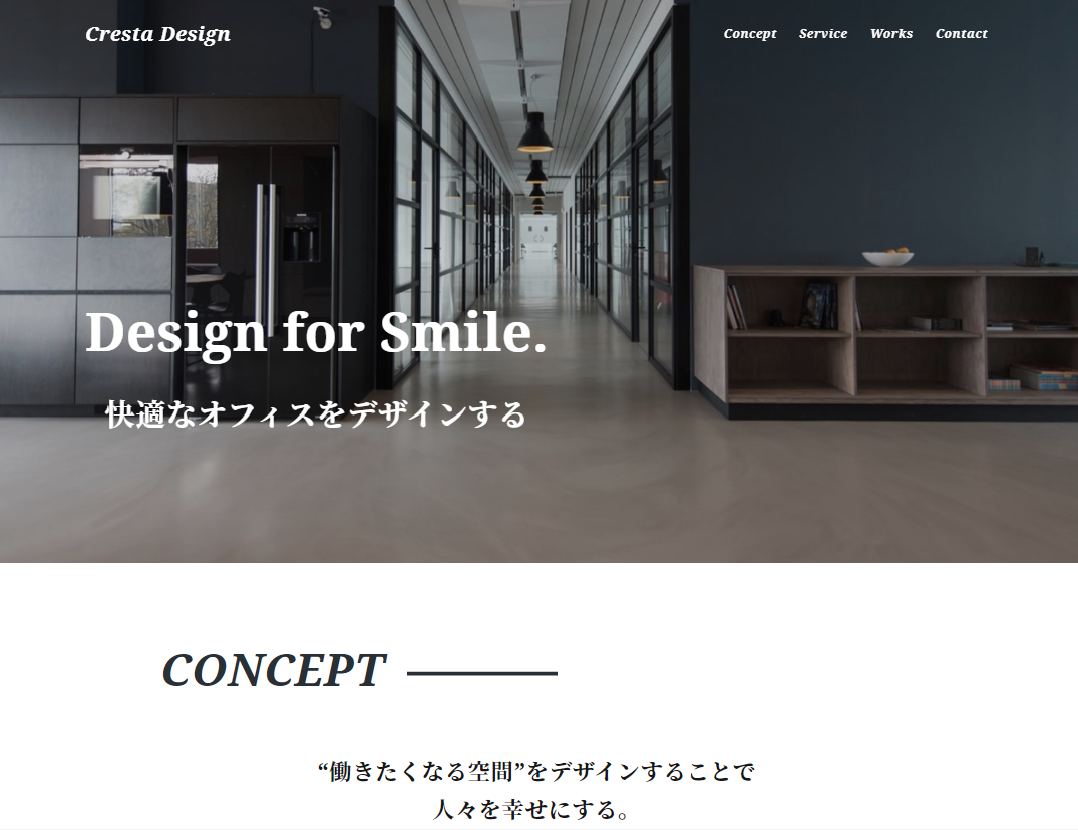 Cresta Design
Concept Service Works Contact
Design for Smile.
快適なオフィスをデザインする
CONCEPT
“働きたくなる空間”をデザインすることで
人々を幸せにする。